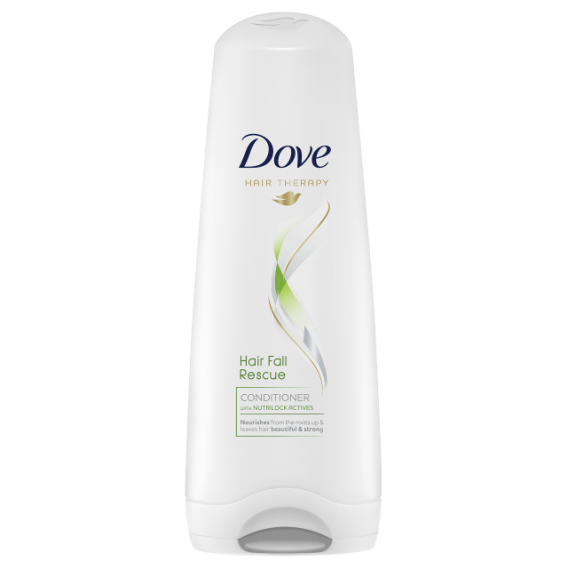 Dove
HAIR THERAPY
Hair Fall
Rescue
CONDITIONER
with NUTRILOCK ACTIVES
Nourishes from the roots up &
leaves hair beautiful & strong